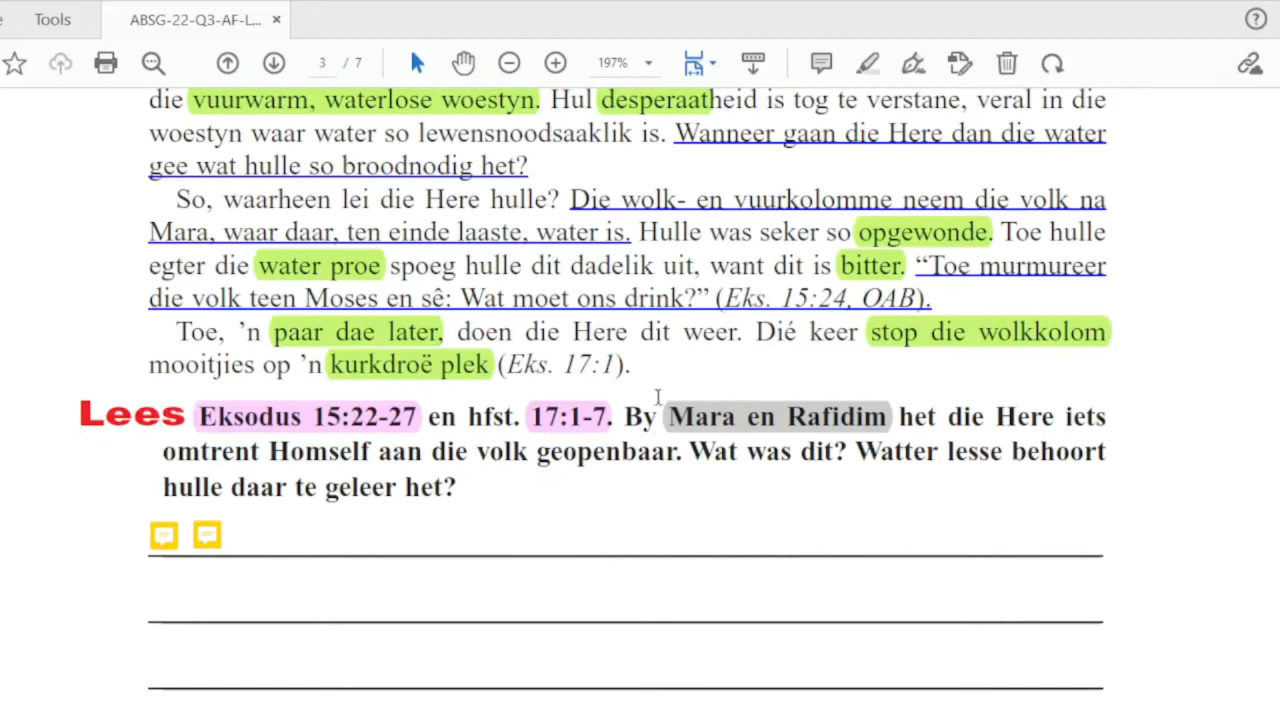 Tools
ABSG-22-Q3-AF-L... ×
3 / 7
197%
die vuurwarm, waterlose woestyn. Hul desperaatheid is tog te verstane, veral in die
woestyn waar water so lewensnoodsaaklik is. Wanneer gaan die Here dan die water
gee wat hulle so broodnodig het?
So, waarheen lei die Here hulle? Die wolk- en vuurkolomme neem die volk na
Mara, waar daar, ten einde laaste, water is. Hulle was seker so opgewonde. Toe hulle
egter die water proe spoeg hulle dit dadelik uit, want dit is bitter. “Toe murmureer
die volk teen Moses en sê: Wat moet ons drink?” (Eks. 15:24, OAB).
Toe, ’n paar dae later, doen die Here dit weer. Dié keer stop die wolkkolom
mooitjies op ’n kurkdroë plek (Eks. 17:1).
Lees Eksodus 15:22-27 en hfst. 17:1-7. By Mara en Rafidim het die Here iets
omtrent Homself aan die volk geopenbaar. Wat was dit? Watter lesse behoort
hulle daar te geleer het?